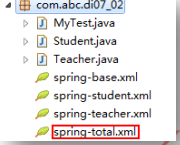 com.abc.di07_02
MyTest.java
Student.java
Teacher.java
spring-base.xml
spring-student.xml
spring-teacher.xml
spring-total.xml